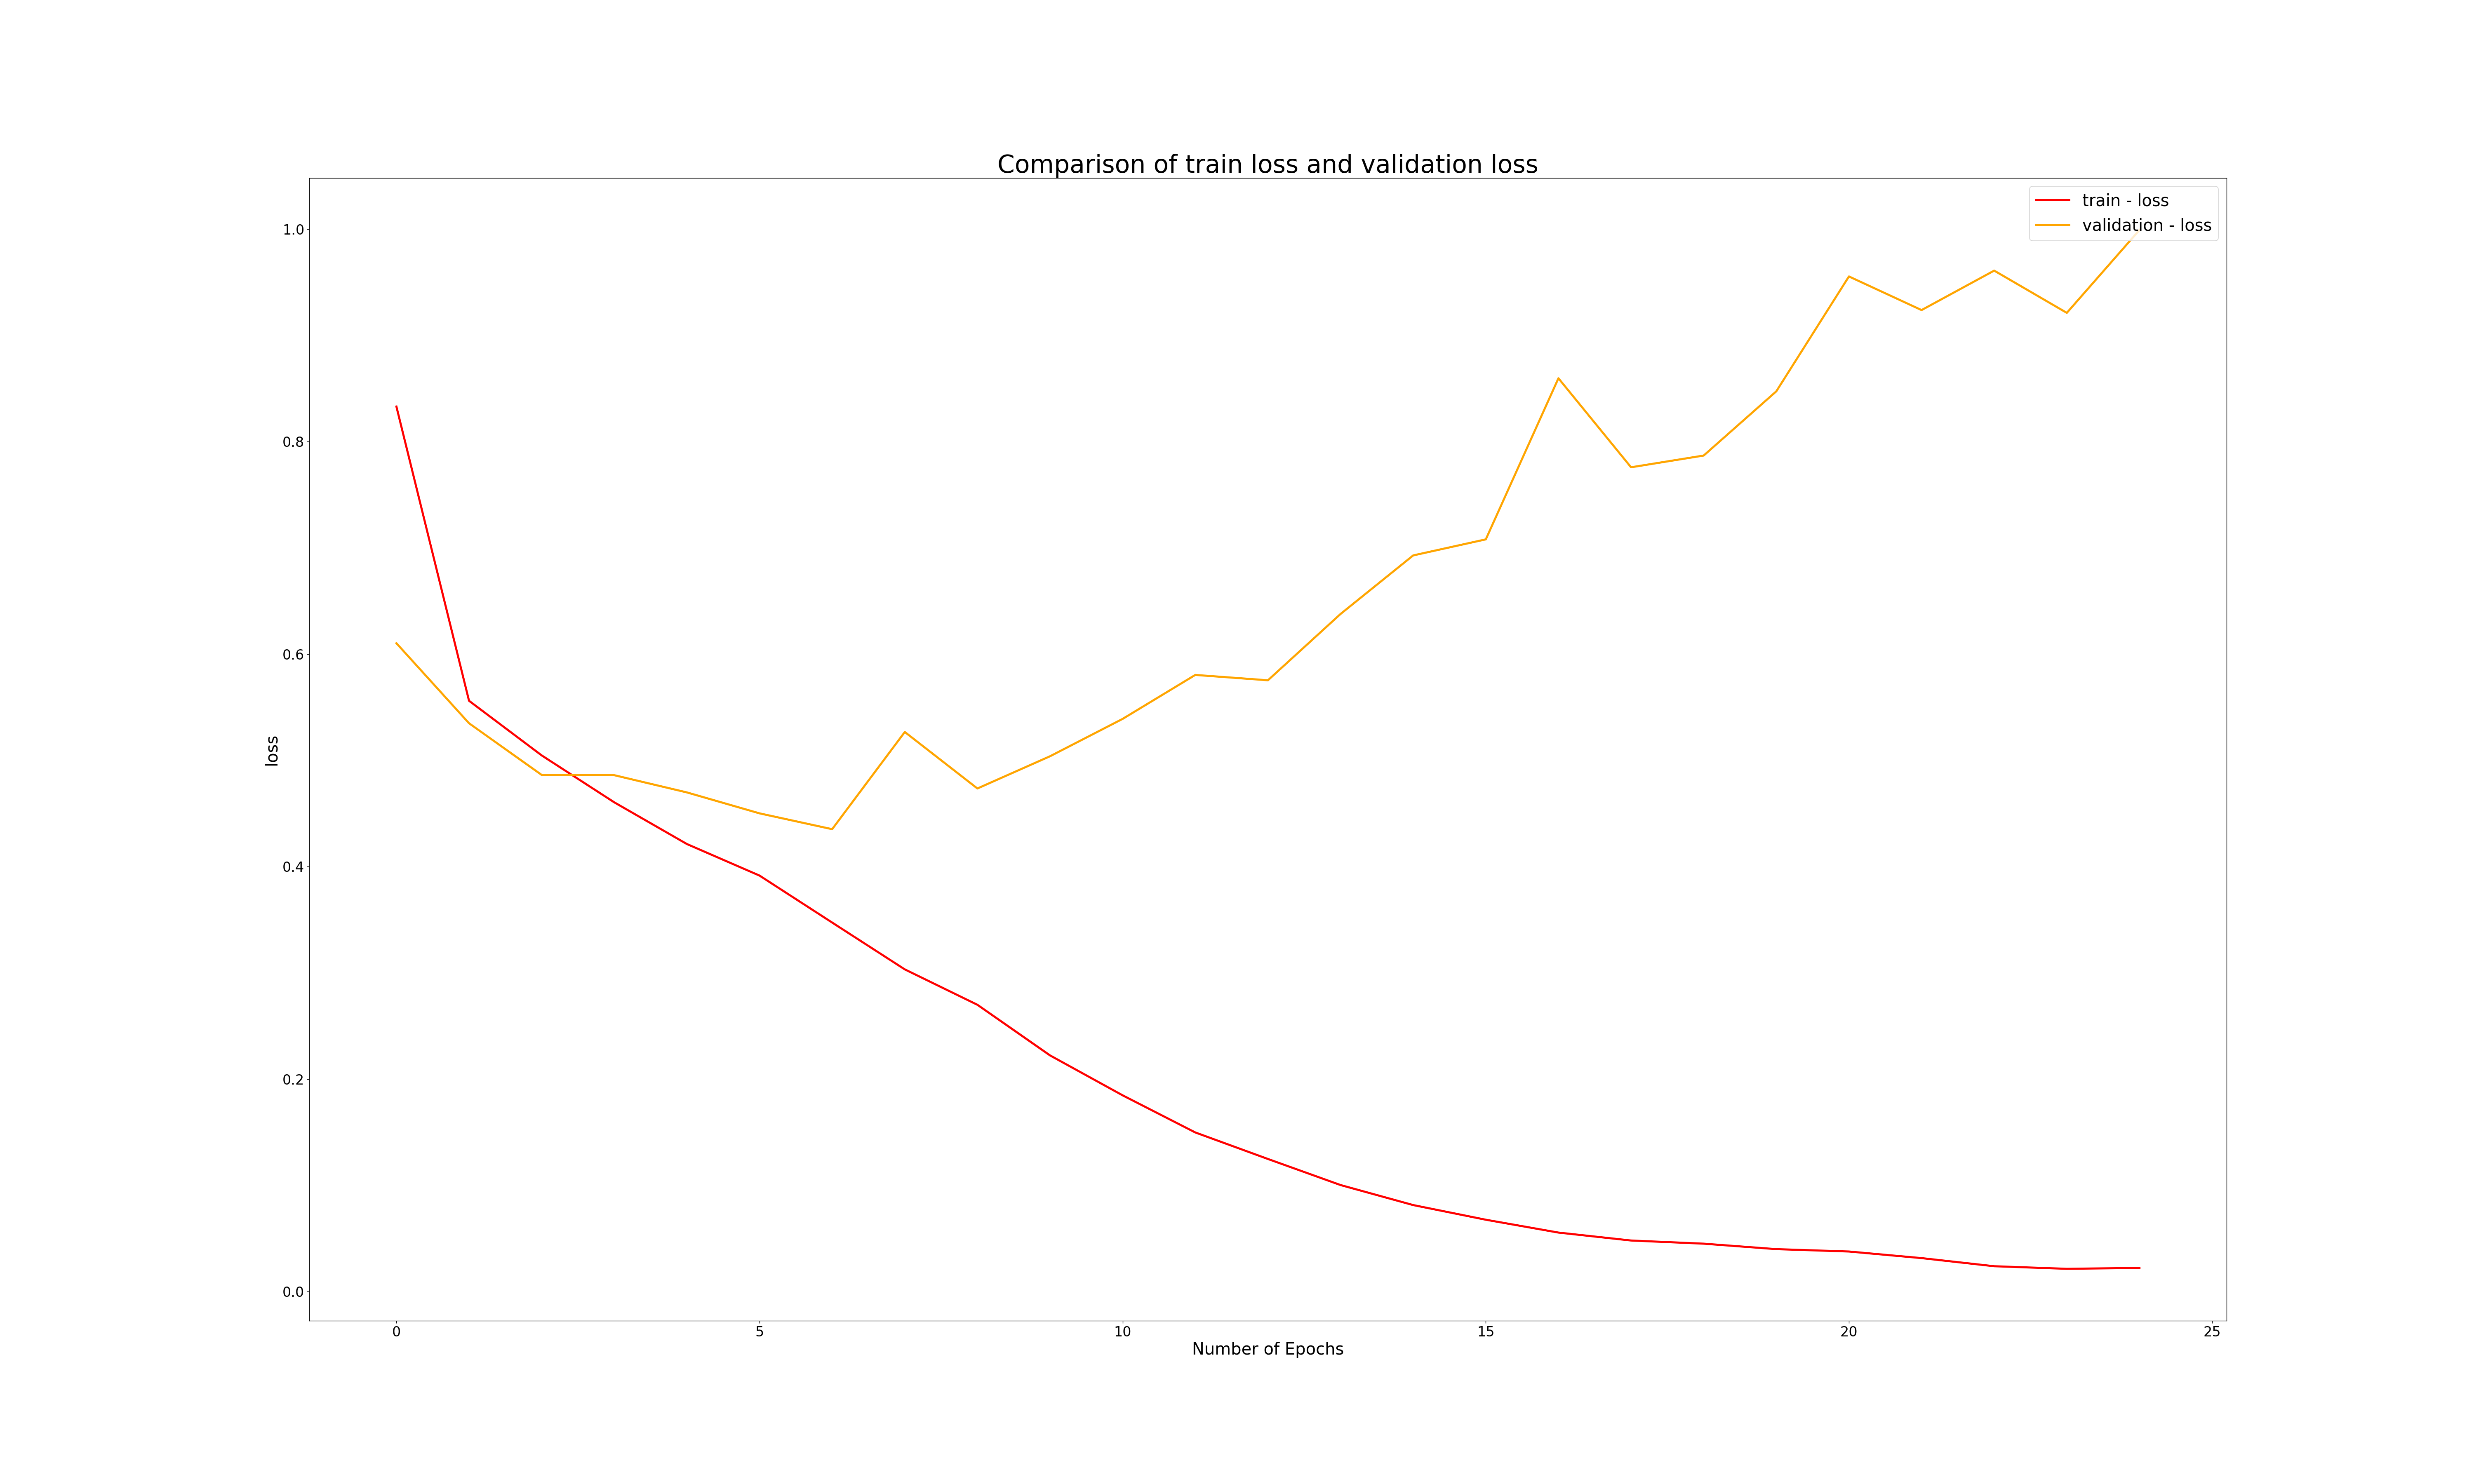 Comparison of train loss and validation loss
train - loss
validation - loss
1.0
0.8
0.6
loss
0.4
0.2
0.0
0 5 10 15 20 25
Number of Epochs